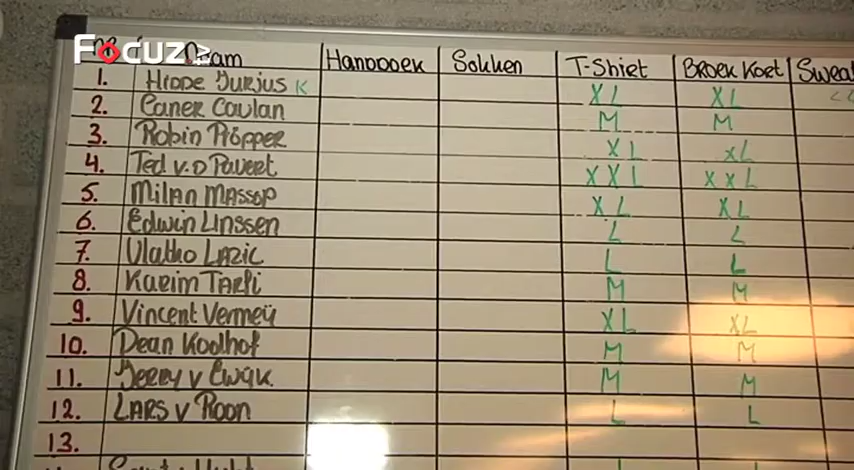 FOCUZ
Naam Handdoek Sokken T-Shirt Broek Kort Sweat
1. Hidde Jurjus K XL XL
2. Caner Cavlan M M
3. Robin Pröpper XL XL
4. Ted v.d Pavert XXL XXL
5. Milan Massop XL XL
6. Edwin Linssen L L
7. Vlatko Lazic L L
8. Karim Tarfi M M
9. Vincent Vermeij XL XL
10. Dean Koolhof M M
11. Jerry v Ewijk. M M
12. Lars v Roon L L
13.